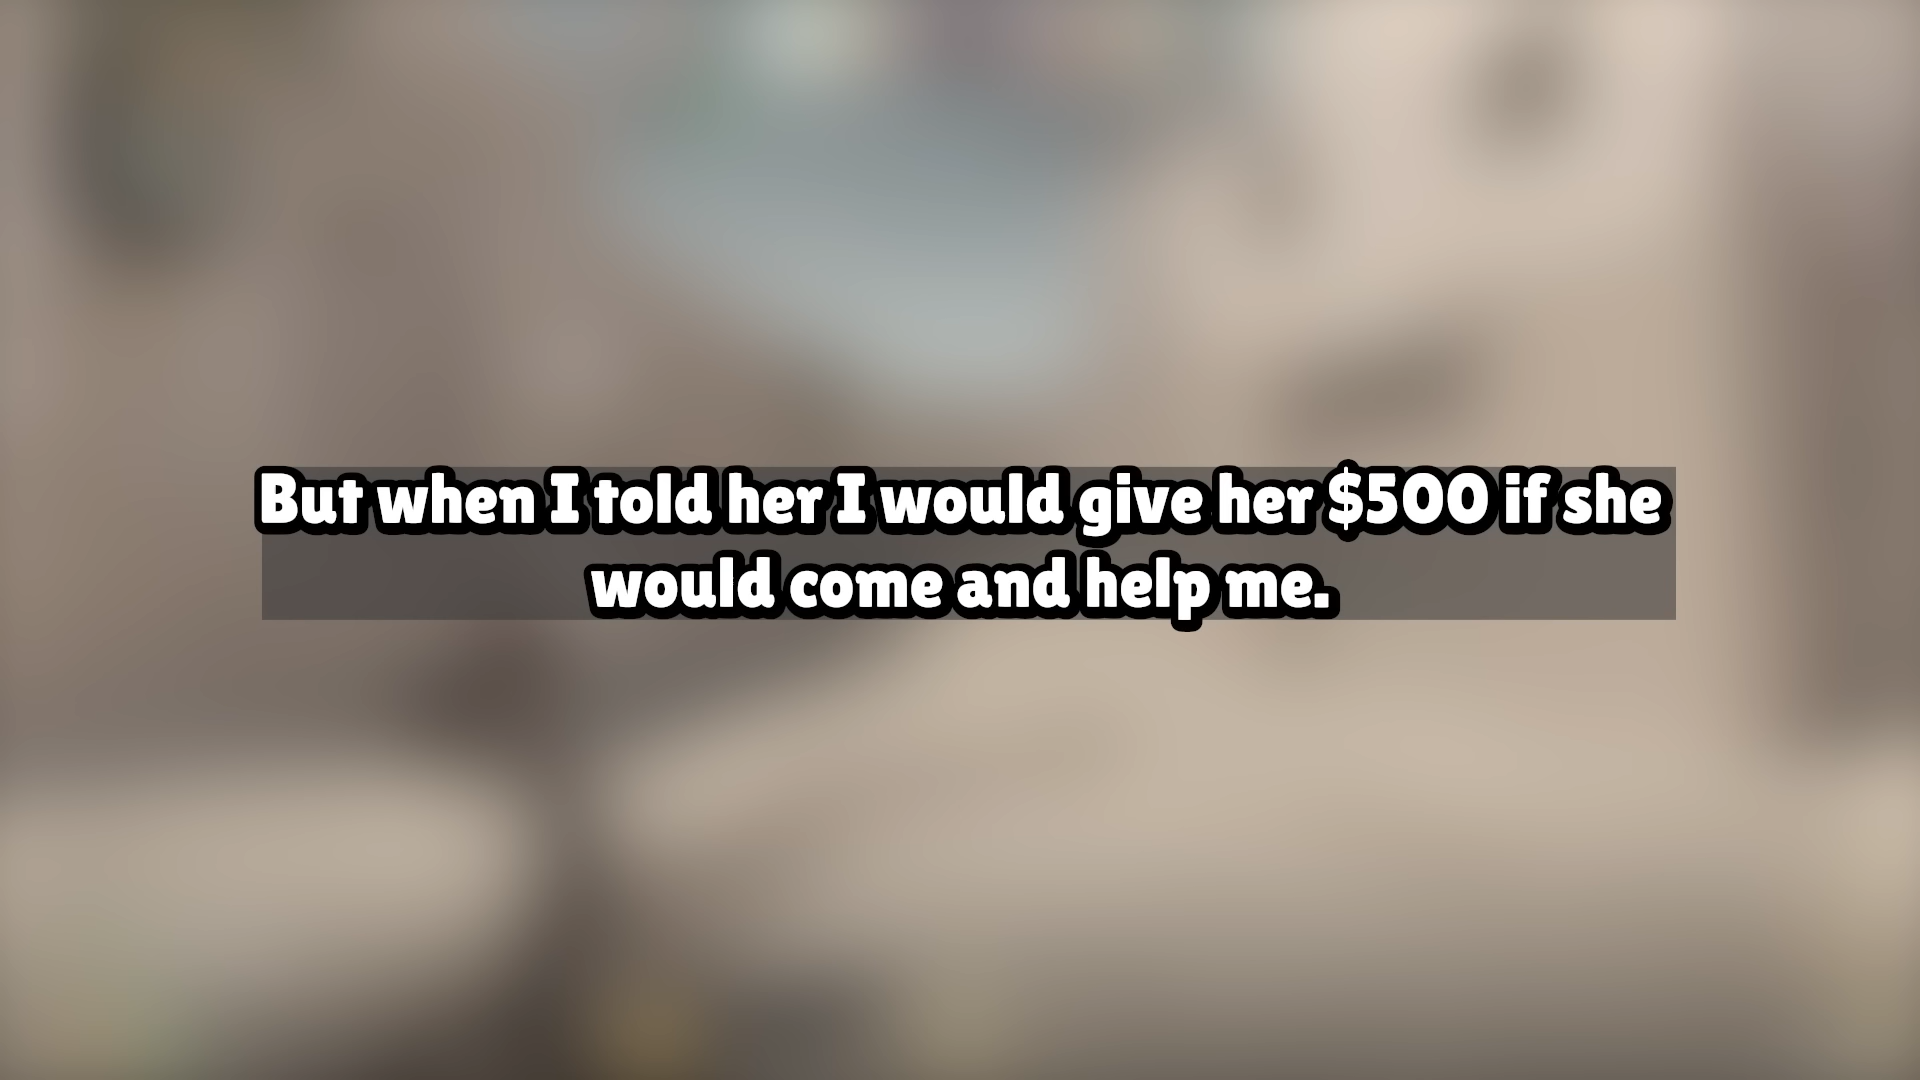 But when I told her I would give her $500 if she
would come and help me.